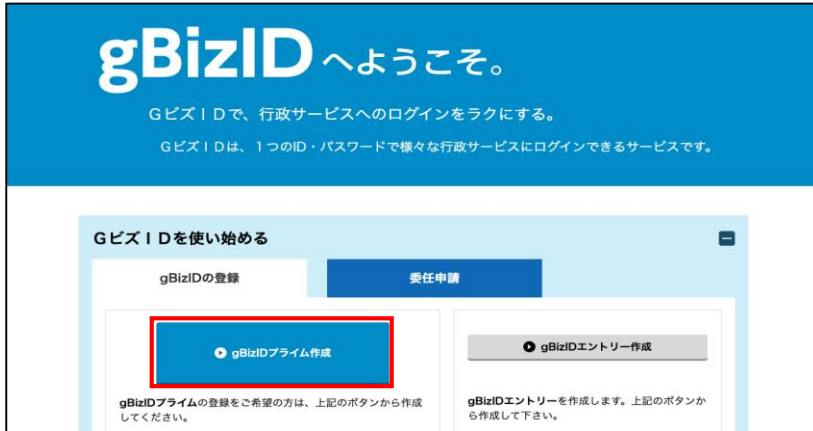 gBizIDへようこそ。
GビズIDで、行政サービスへのログインをラクにする。
GビズIDは、1つのID・パスワードで様々な行政サービスにログインできるサービスです。
GビズIDを使い始める
gBizIDの登録
委任申請
gBizIDプライム作成
gBizIDエントリー作成
gBizIDプライムの登録をご希望の方は、上記のボタンから作成
してください。
gBizIDエントリーを作成します。上記のボタンか
ら作成して下さい。